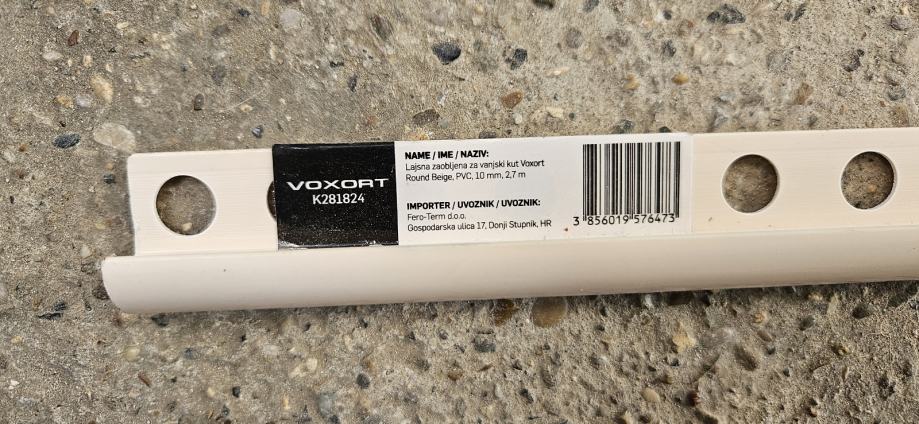 VOXORT
K281824
NAME / IME / NAZIV:
Lajsna zaobljena za vanjski kut Voxort
Round Beige, PVC, 10 mm, 2,7 m
IMPORTER / UVOZNIK / UVOZNIK:
Fero-Term d.o.o.
Gospodarska ulica 17, Donji Stupnik, HR
3 856019 576473